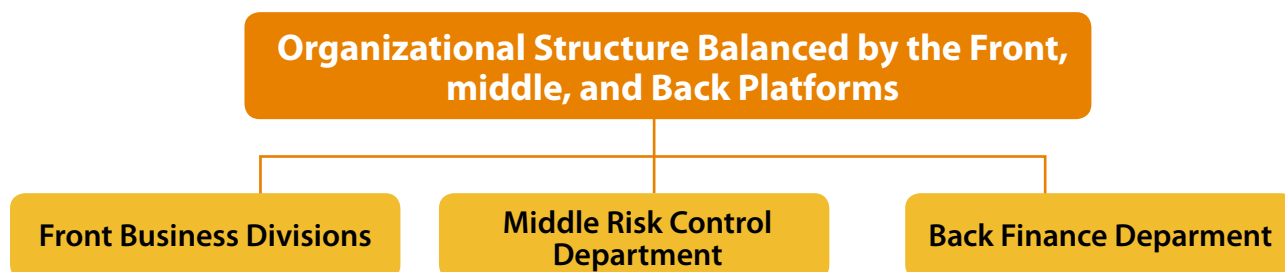 Organizational Structure Balanced by the Front,
middle, and Back Platforms
Front Business Divisions
Middle Risk Control
Department
Back Finance Deparment